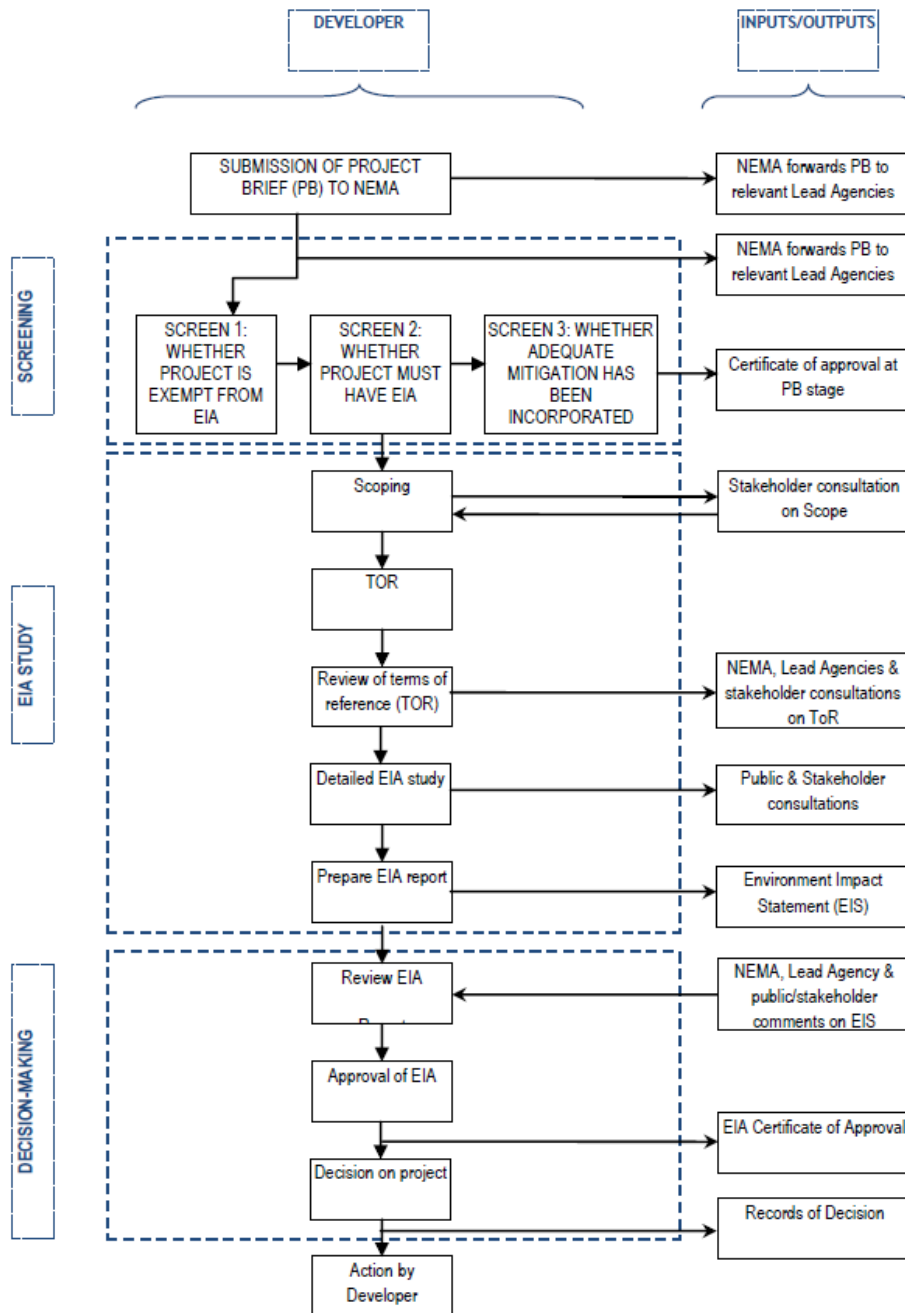 DEVELOPER
INPUTS/OUTPUTS
SUBMISSION OF PROJECT
BRIEF (PB) TO NEMA
NEMA forwards PB to
relevant Lead Agencies
NEMA forwards PB to
relevant Lead Agencies
SCREENING
SCREEN 1:
WHETHER
PROJECT IS
EXEMPT FROM
EIA
SCREEN 2:
WHETHER
PROJECT MUST
HAVE EIA
SCREEN 3: WHETHER
ADEQUATE
MITIGATION HAS
BEEN
INCORPORATED
Certificate of approval at
PB stage
Scoping
Stakeholder consultation
on Scope
EIA STUDY
TOR
Review of terms of
reference (TOR)
NEMA, Lead Agencies &
stakeholder consultations
on ToR
Detailed EIA study
Public & Stakeholder
consultations
Prepare EIA report
Environment Impact
Statement (EIS)
DECISION-MAKING
Review EIA
NEMA, Lead Agency &
public/stakeholder
comments on EIS
Approval of EIA
EIA Certificate of Approval
Decision on project
Records of Decision
Action by
Developer